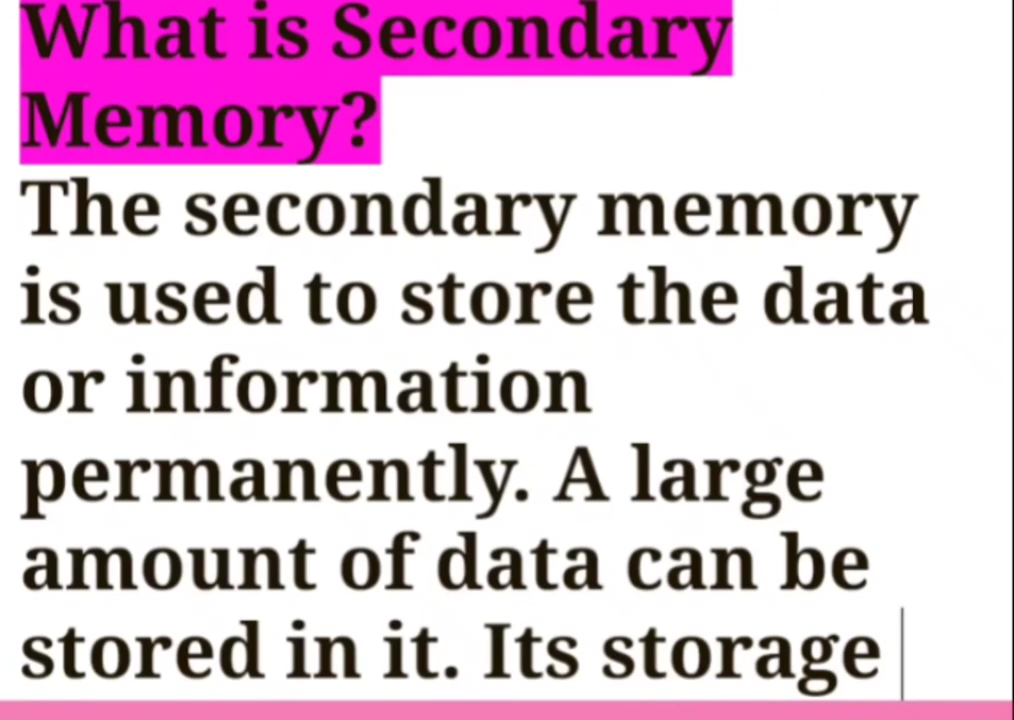 What is Secondary
Memory?
The secondary memory
is used to store the data
or information
permanently. A large
amount of data can be
stored in it. Its storage